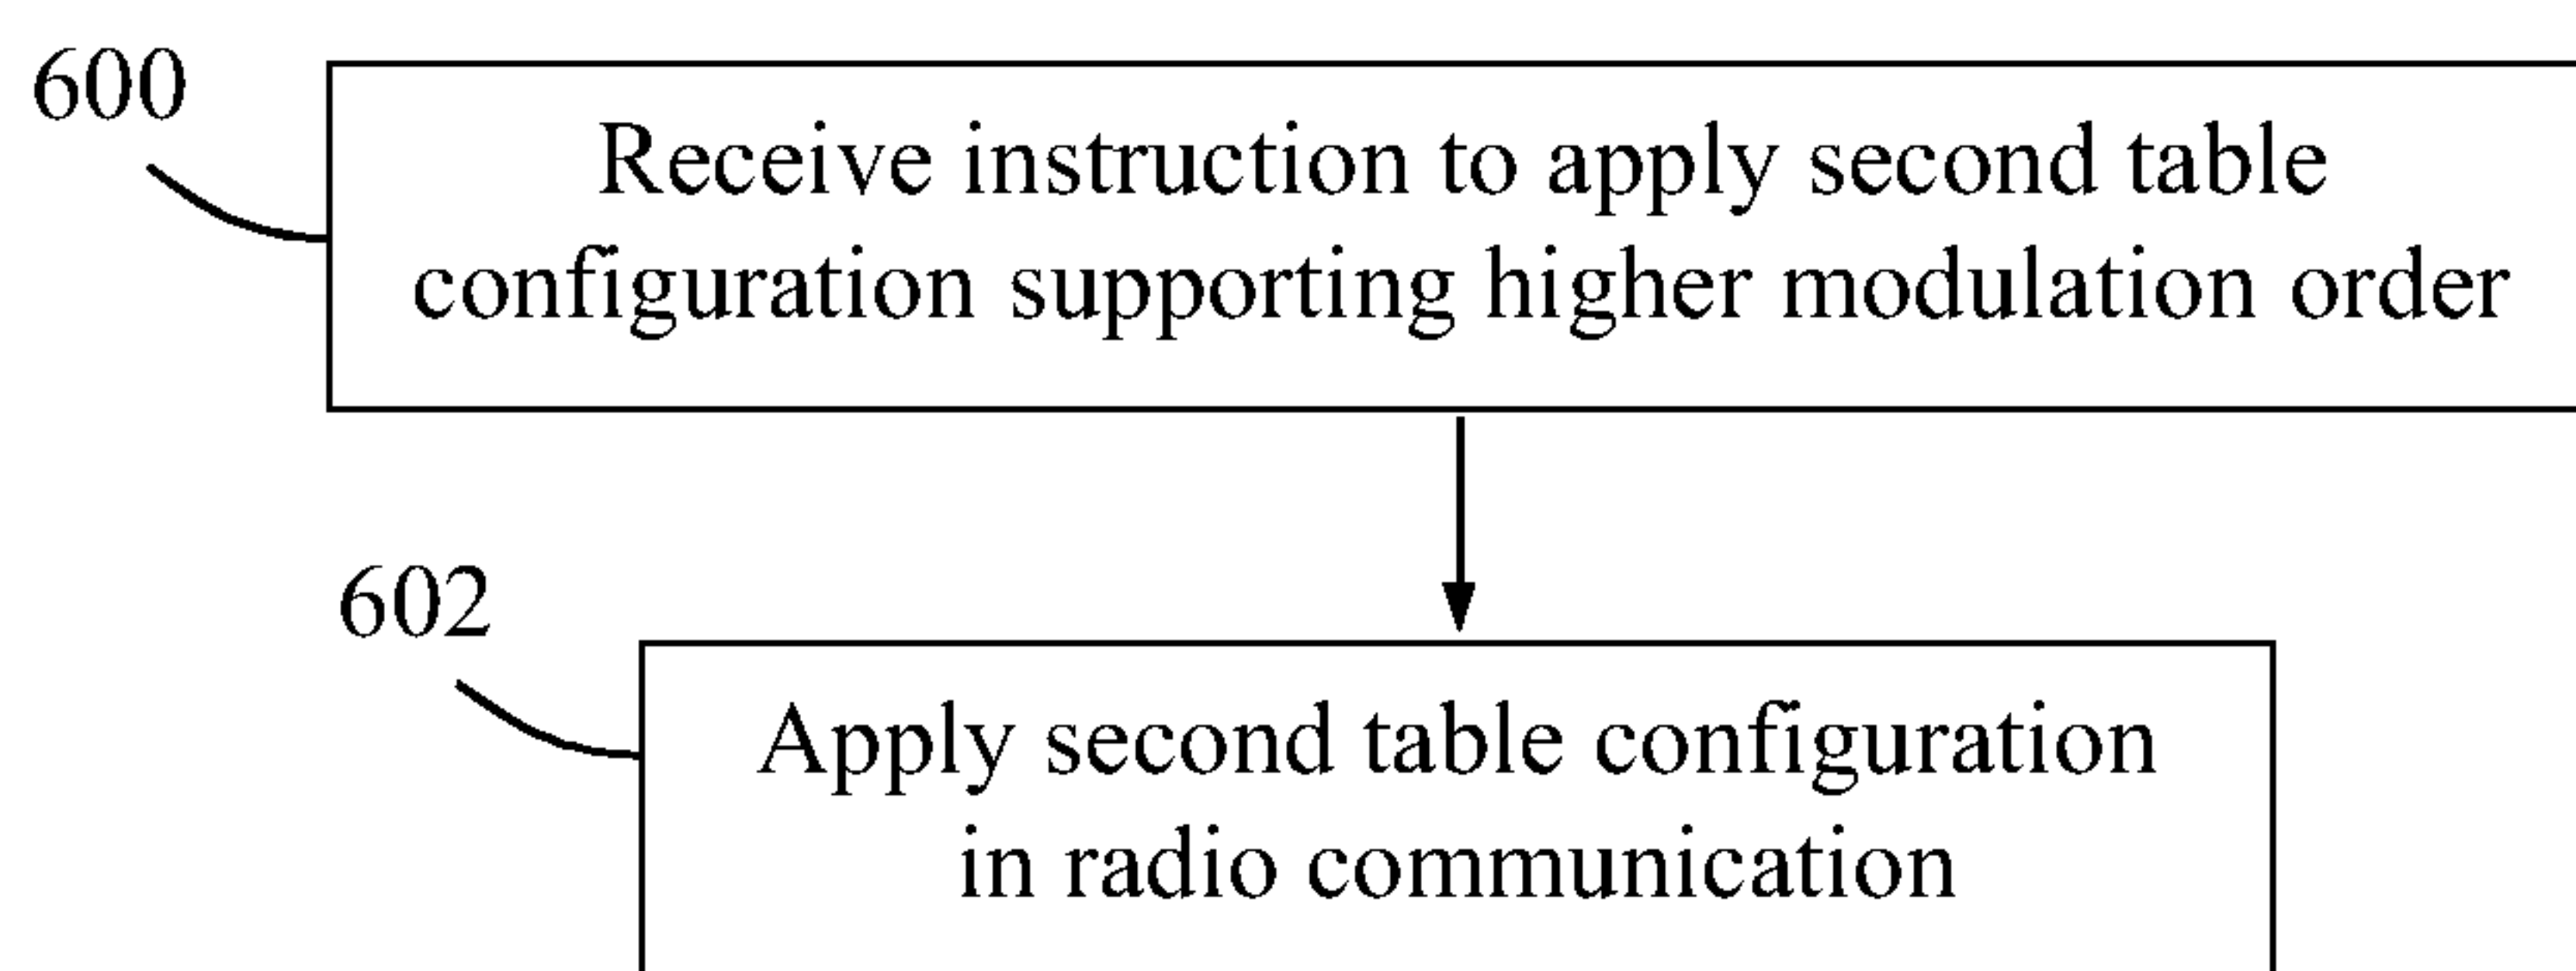 600
Receive instruction to apply second table
configuration supporting higher modulation order
602
Apply second table configuration
in radio communication